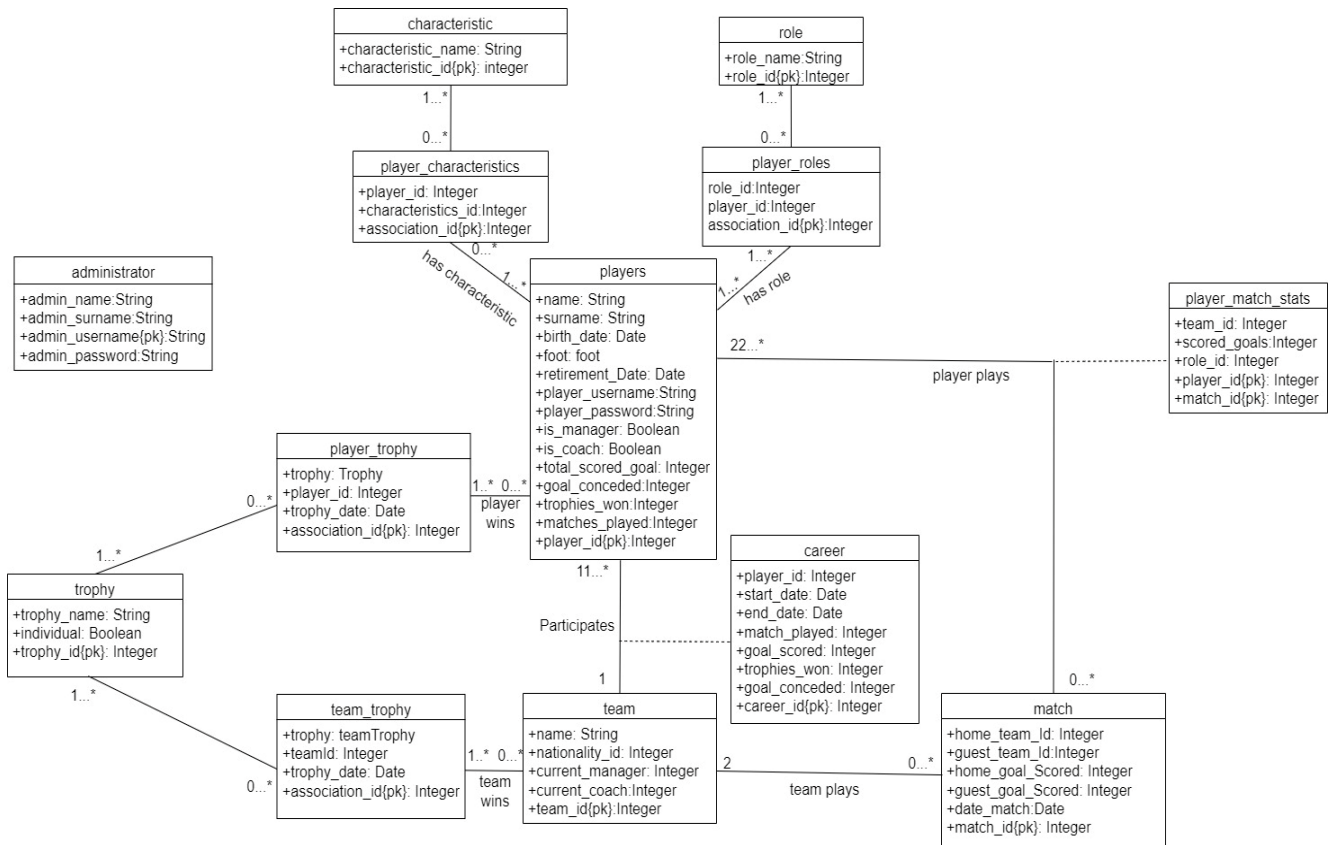 characteristic
+characteristic_name: String
+characteristic_id{pk}: integer
1...*
0...*
role
+role_name:String
+role_id{pk}:Integer
1...*
0...*
player_characteristics
+player_id: Integer
+characteristics_id:Integer
+association_id{pk}:Integer
0...*
has characteristic
1...*
player_roles
role_id:Integer
player_id:Integer
association_id{pk}:Integer
1...*
1...*
has role
administrator
+admin_name:String
+admin_surname:String
+admin_username{pk}:String
+admin_password:String
players
+name: String
+surname: String
+birth_date: Date
+foot: foot
+retirement_Date: Date
+player_username:String
+player_password:String
+is_manager: Boolean
+is_coach: Boolean
+total_scored_goal: Integer
+goal_conceded:Integer
+trophies_won:Integer
+matches_played:Integer
+player_id{pk}:Integer
22...*
player plays
player_match_stats
+team_id: Integer
+scored_goals:Integer
+role_id: Integer
+player_id{pk}: Integer
+match_id{pk}: Integer
player_trophy
+trophy: Trophy
+player_id: Integer
+trophy_date: Date
+association_id{pk}: Integer
1..* 0...*
player
wins
0...*
1...*
trophy
+trophy_name: String
+individual: Boolean
+trophy_id{pk}: Integer
1...*
0...*
11...*
Participates
1
career
+player_id: Integer
+start_date: Date
+end_date: Date
+match_played: Integer
+goal_scored: Integer
+trophies_won: Integer
+goal_conceded: Integer
+career_id{pk}: Integer
team_trophy
+trophy: teamTrophy
+teamId: Integer
+trophy_date: Date
+association_id{pk}: Integer
1..* 0...*
team
wins
team
+name: String
+nationality_id: Integer
+current_manager: Integer
+current_coach:Integer
+team_id{pk}:Integer
2
team plays
0...*
0...*
match
+home_team_Id: Integer
+guest_team_Id:Integer
+home_goal_Scored: Integer
+guest_goal_Scored: Integer
+date_match:Date
+match_id{pk}: Integer